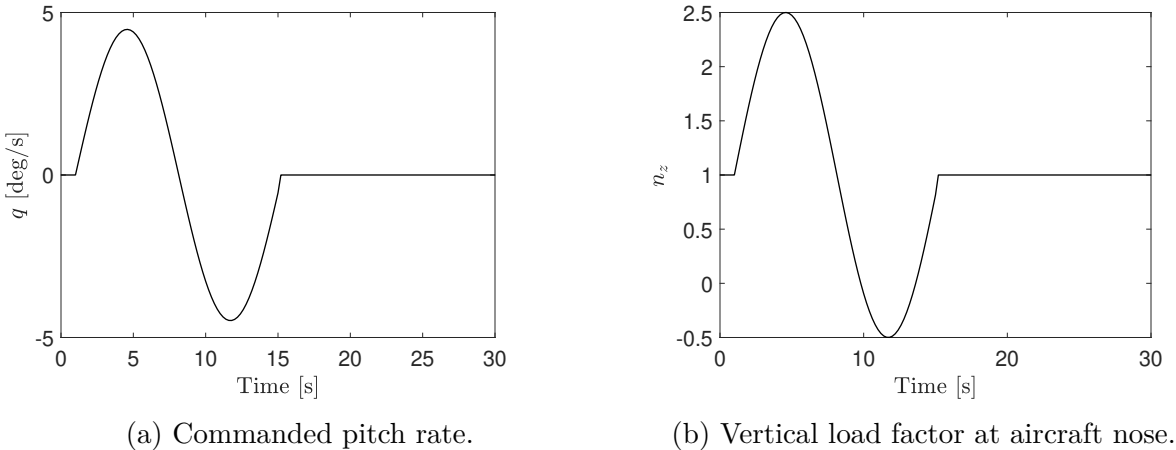 5
0
-5
q [deg/s]
0 5 10 15 20 25 30
Time [s]
(a) Commanded pitch rate.
2.5
2
1.5
1
0.5
0
-0.5
n_z
0 10 20 30
Time [s]
(b) Vertical load factor at aircraft nose.